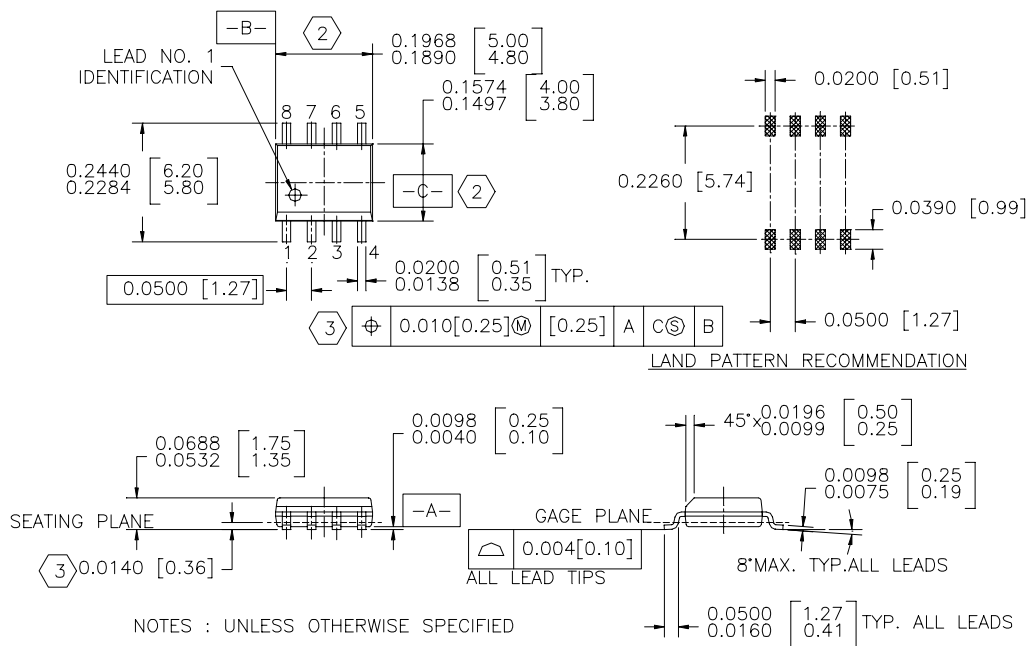 -B-
2
0.1968 [5.00]
0.1890 [4.80]
LEAD NO. 1
IDENTIFICATION
0.1574 [4.00]
0.1497 [3.80]
0.0200 [0.51]
8 7 6 5
0.2440 [6.20]
0.2284 [5.80]
-C- 2
0.2260 [5.74]
0.0390 [0.99]
1 2 3 4
0.0500 [1.27]
0.0200 [0.51] TYP.
0.0138 [0.35]
3 ⌖ 0.010[0.25]Ⓜ [0.25] A CⓈ B
0.0500 [1.27]
LAND PATTERN RECOMMENDATION
0.0688 [1.75]
0.0532 [1.35]
0.0098 [0.25]
0.0040 [0.10]
45°x 0.0196 [0.50]
0.0099 [0.25]
0.0098 [0.25]
0.0075 [0.19]
-A-
SEATING PLANE
GAGE PLANE
3 0.0140 [0.36]
⌓ 0.004[0.10]
ALL LEAD TIPS
8°MAX. TYP.ALL LEADS
0.0500 [1.27] TYP. ALL LEADS
0.0160 [0.41]
NOTES : UNLESS OTHERWISE SPECIFIED